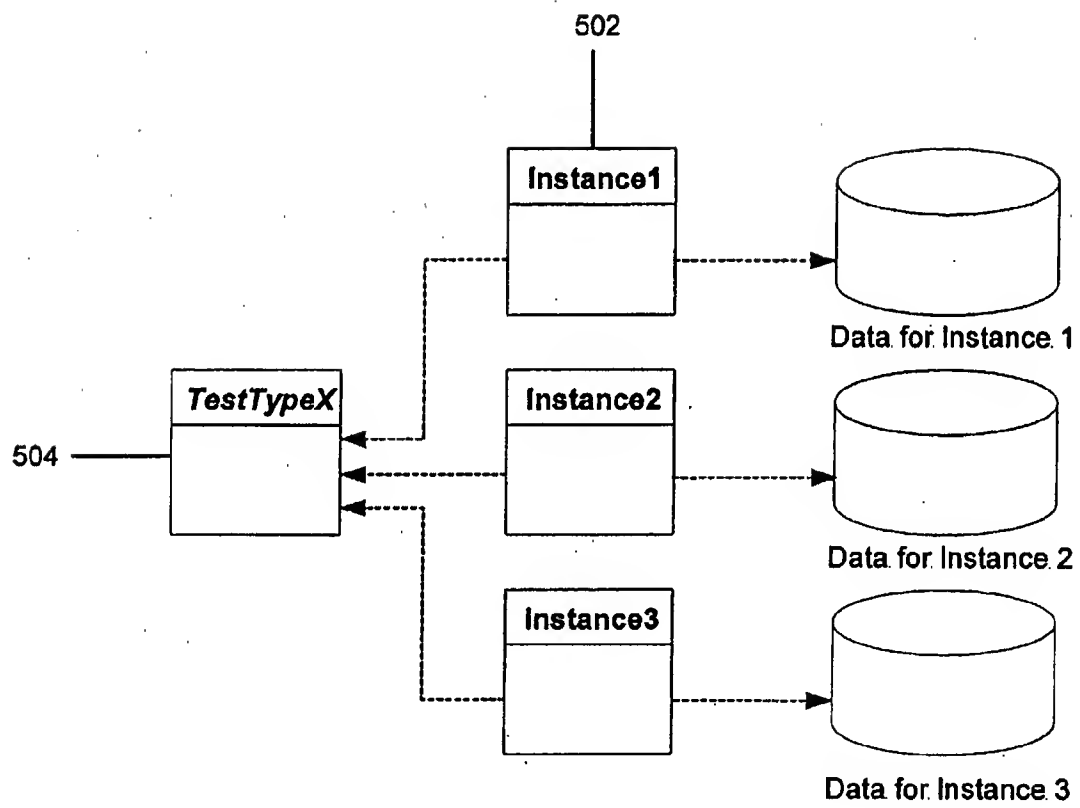 502
Instance1
Data for Instance 1
TestTypeX
Instance2
504
Data for Instance 2
Instance3
Data for Instance 3